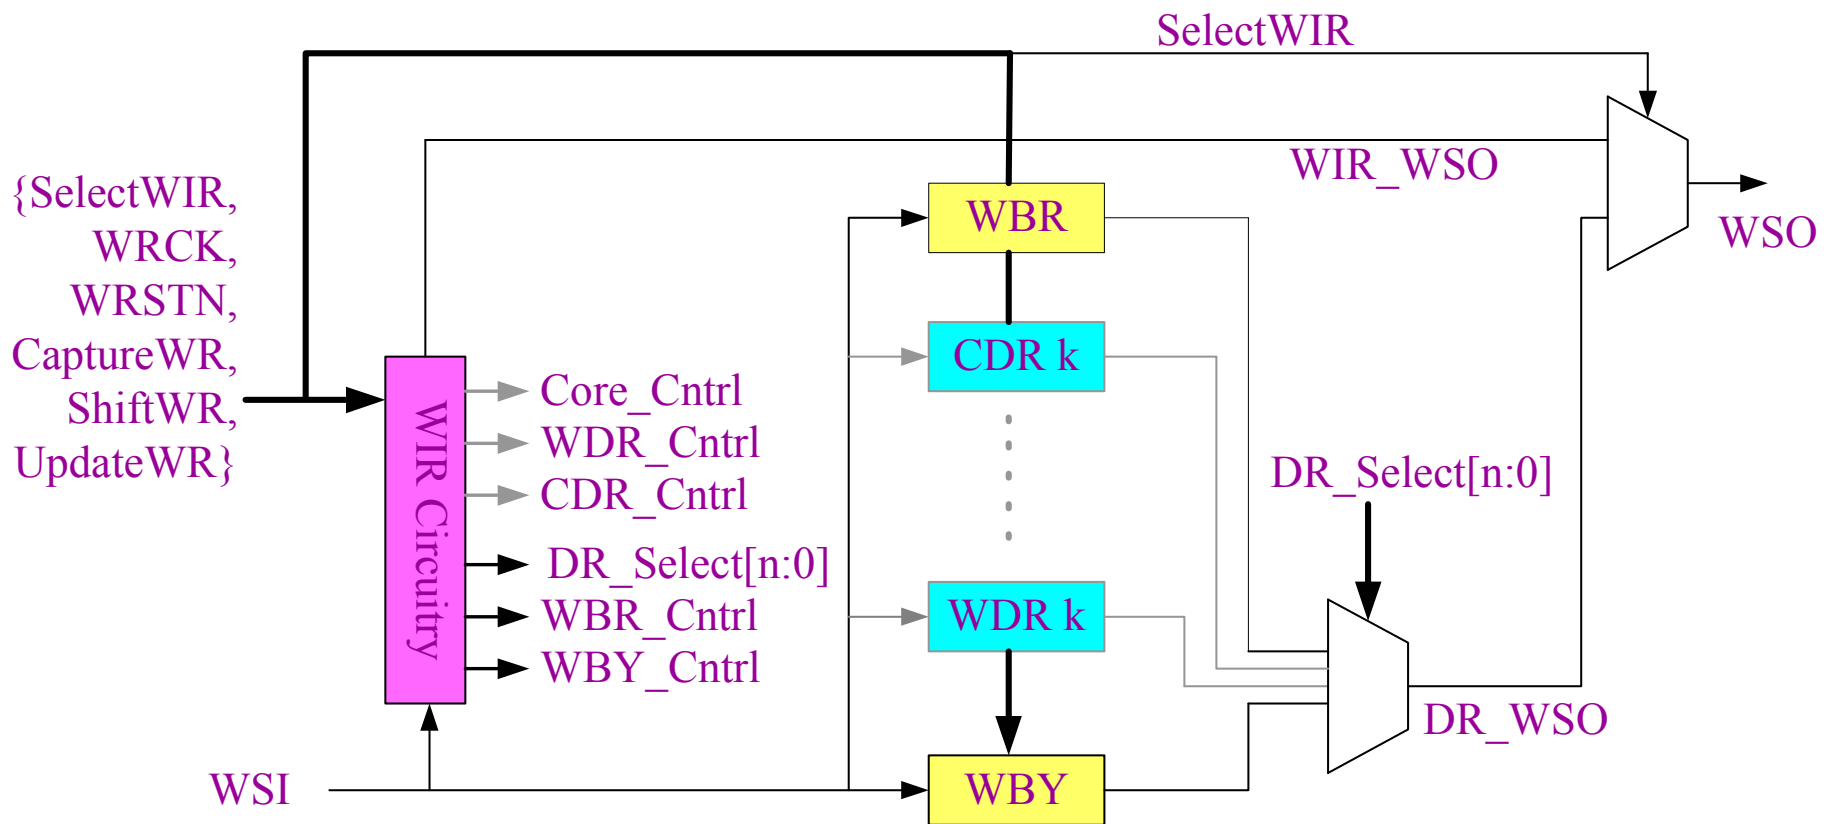 SelectWIR
WIR_WSO
{SelectWIR,
WRCK,
WRSTN,
CaptureWR,
ShiftWR,
UpdateWR}
WSO
WBR
CDR k
WIR Circuitry
Core_Cntrl
WDR_Cntrl
CDR_Cntrl
DR_Select[n:0]
WBR_Cntrl
WBY_Cntrl
DR_Select[n:0]
WDR k
DR_WSO
WSI
WBY